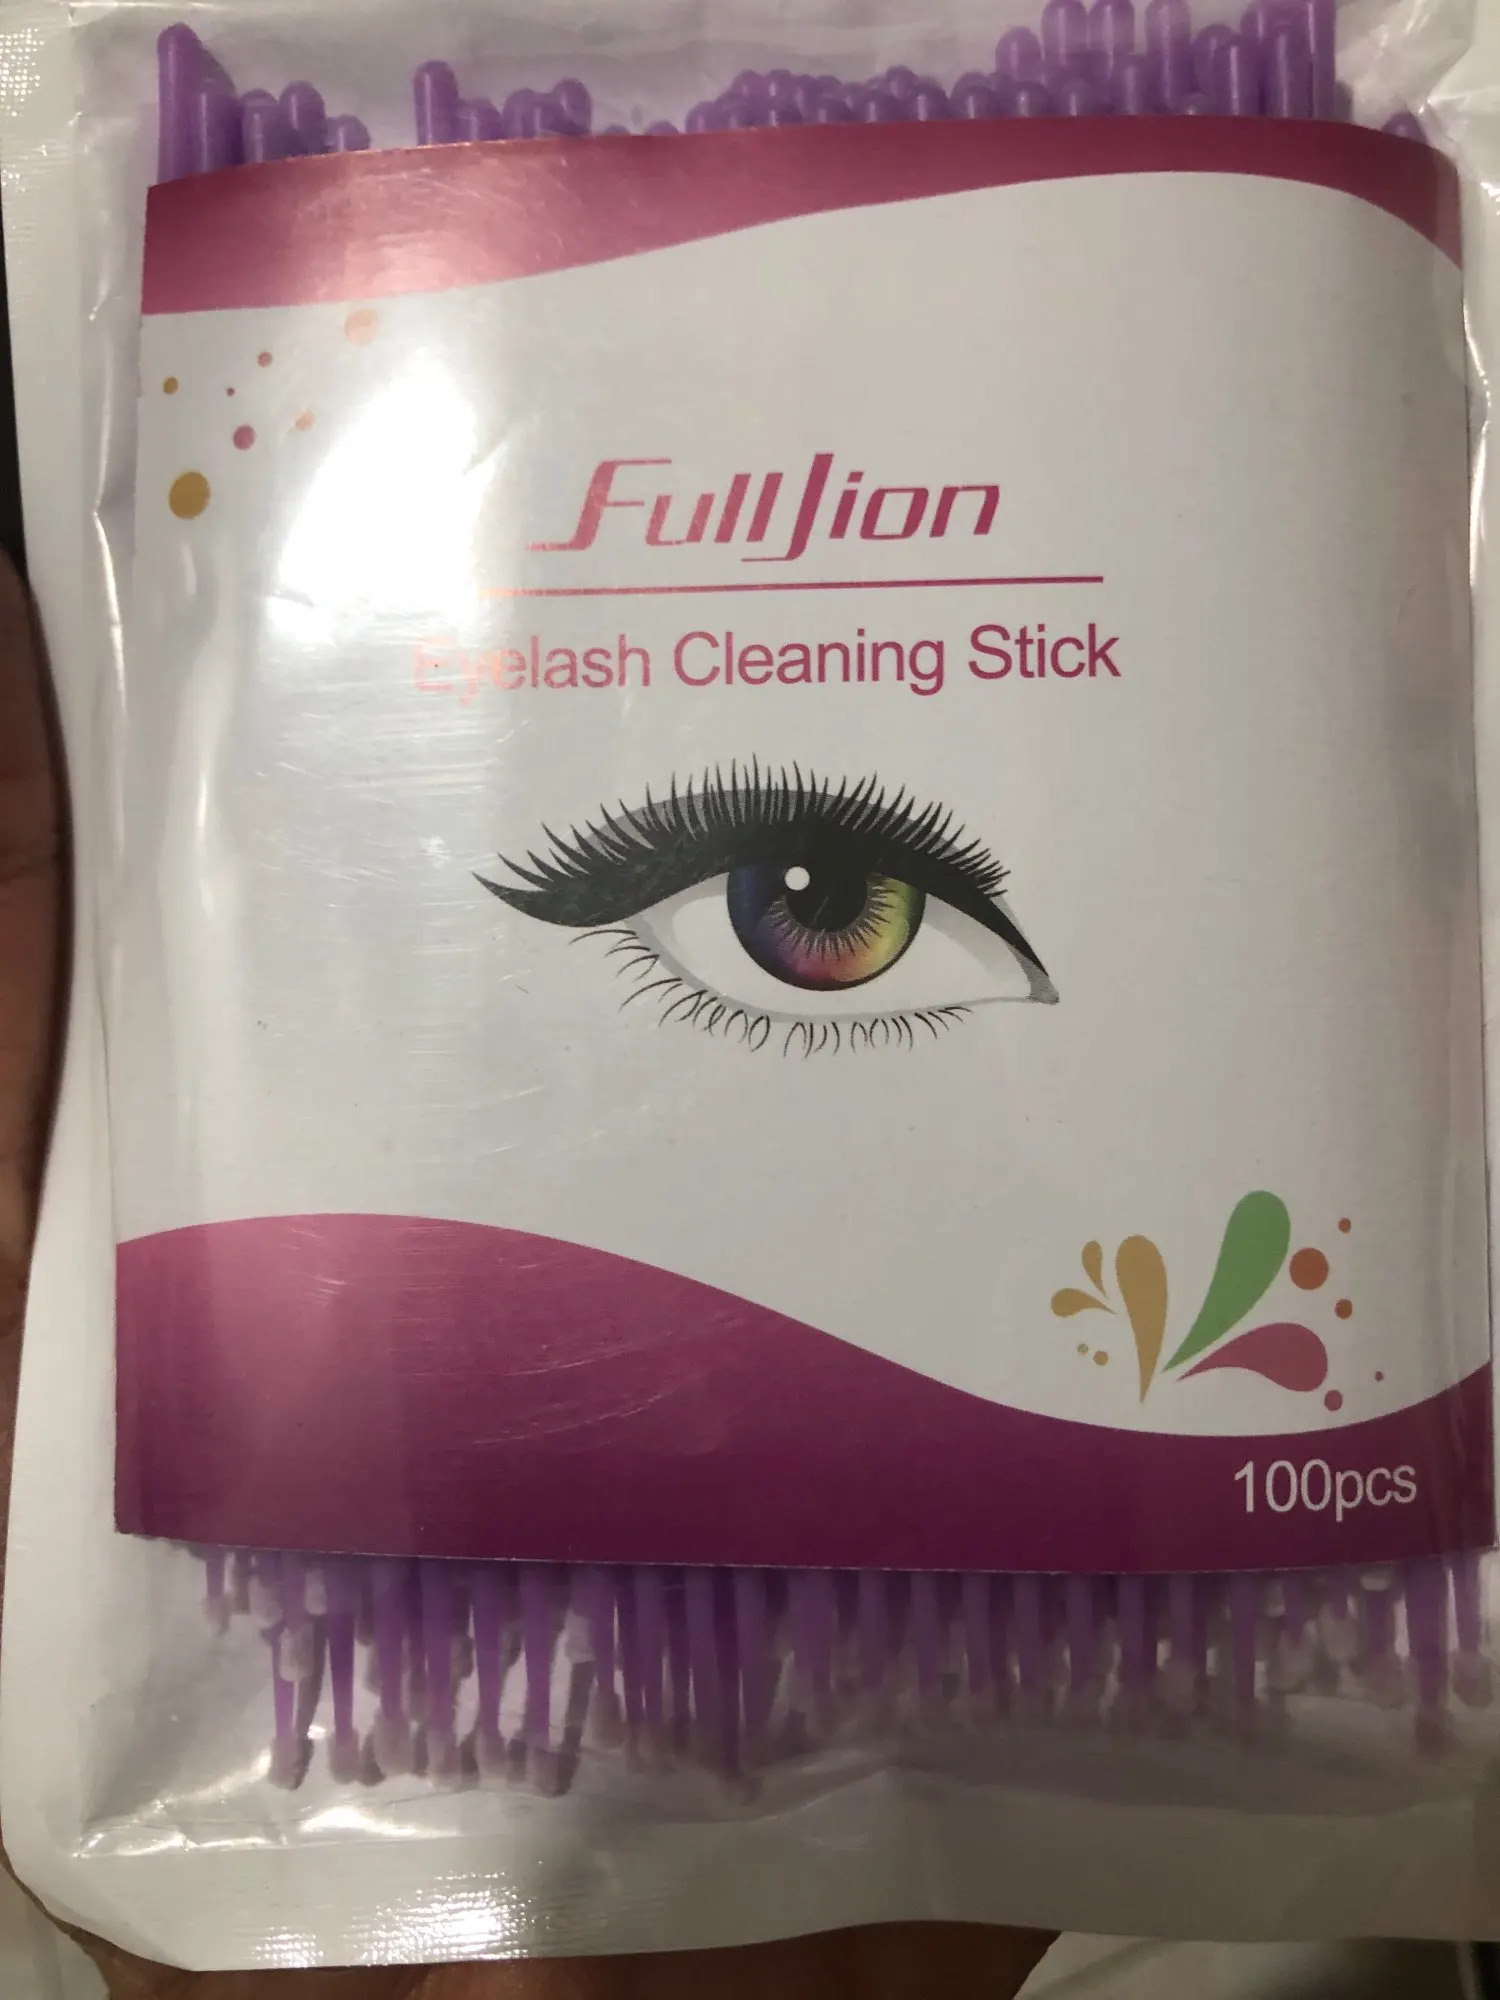 FullJion
Eyelash Cleaning Stick
100pcs